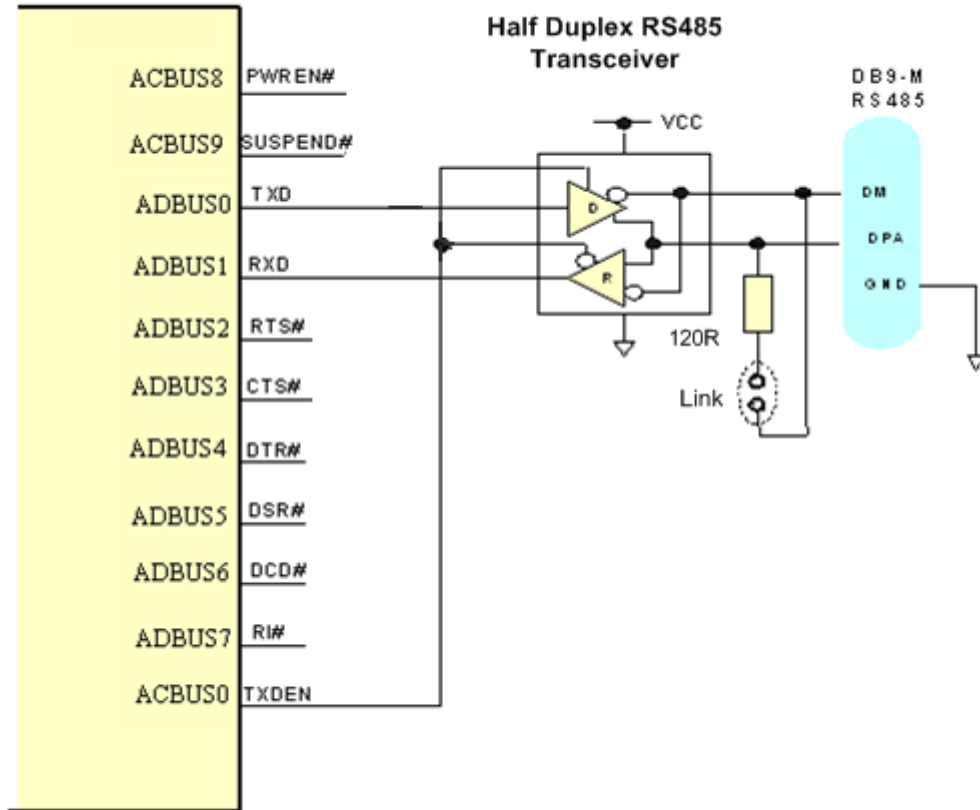 Half Duplex RS485
Transceiver
DB9-M
RS485
VCC
ACBUS8 PWREN#
ACBUS9 SUSPEND#
ADBUS0 TXD
ADBUS1 RXD
ADBUS2 RTS#
ADBUS3 CTS#
ADBUS4 DTR#
ADBUS5 DSR#
ADBUS6 DCD#
ADBUS7 RI#
ACBUS0 TXDEN
D
R
DM
DPA
GND
120R
Link